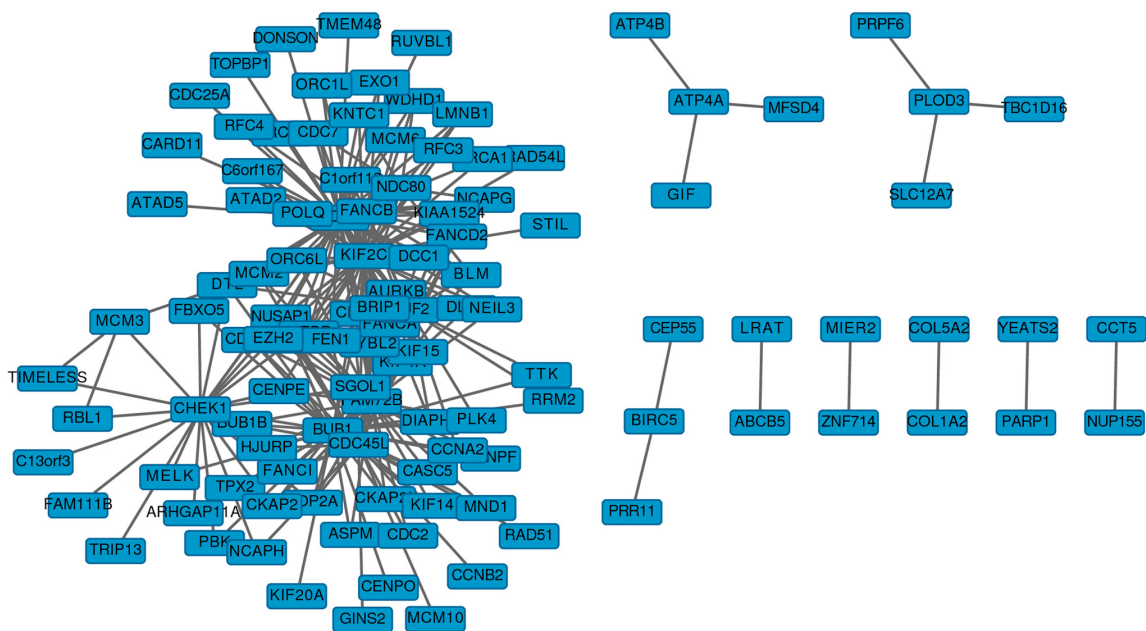 TMEM48
ATP4B
PRPF6
DONSON
RUVBL1
TOPBP1
EXO1
ORC1L
CDC25A
WDHD1
ATP4A
PLOD3
MFSD4
TBC1D16
KNTC1
LMNB1
RFC4
CDC7
MCM6
CARD11
RFC3
RAD54L
C6orf167
C1orf11
NDC80
GIF
SLC12A7
ATAD5
ATAD2
NCAPG
POLQ
FANCB
KIAA1524
STIL
FANCD2
ORC6L
KIF2C
DCC1
MCM2
BLM
AURKB
FBXO5
BRIP1
NEIL3
MCM3
NUSAP1
FANCA
CEP55
LRAT
MIER2
COL5A2
YEATS2
CCT5
EZH2
FEN1
KIF15
TIMELESS
TTK
CENPE
SGOL1
RRM2
RBL1
CHEK1
BUB1B
BUB1
DIAPH
PLK4
BIRC5
ABCB5
ZNF714
COL1A2
PARP1
NUP155
HJURP
CDC45L
CCNA2
C13orf3
MELK
FANCI
CASC5
TPX2
FAM111B
CKAP2
CKAP2
KIF14
MND1
ARHGAP11A
PRR11
PBK
ASPM
CDC2
RAD51
TRIP13
NCAPH
CCNB2
KIF20A
CENPO
GINS2
MCM10